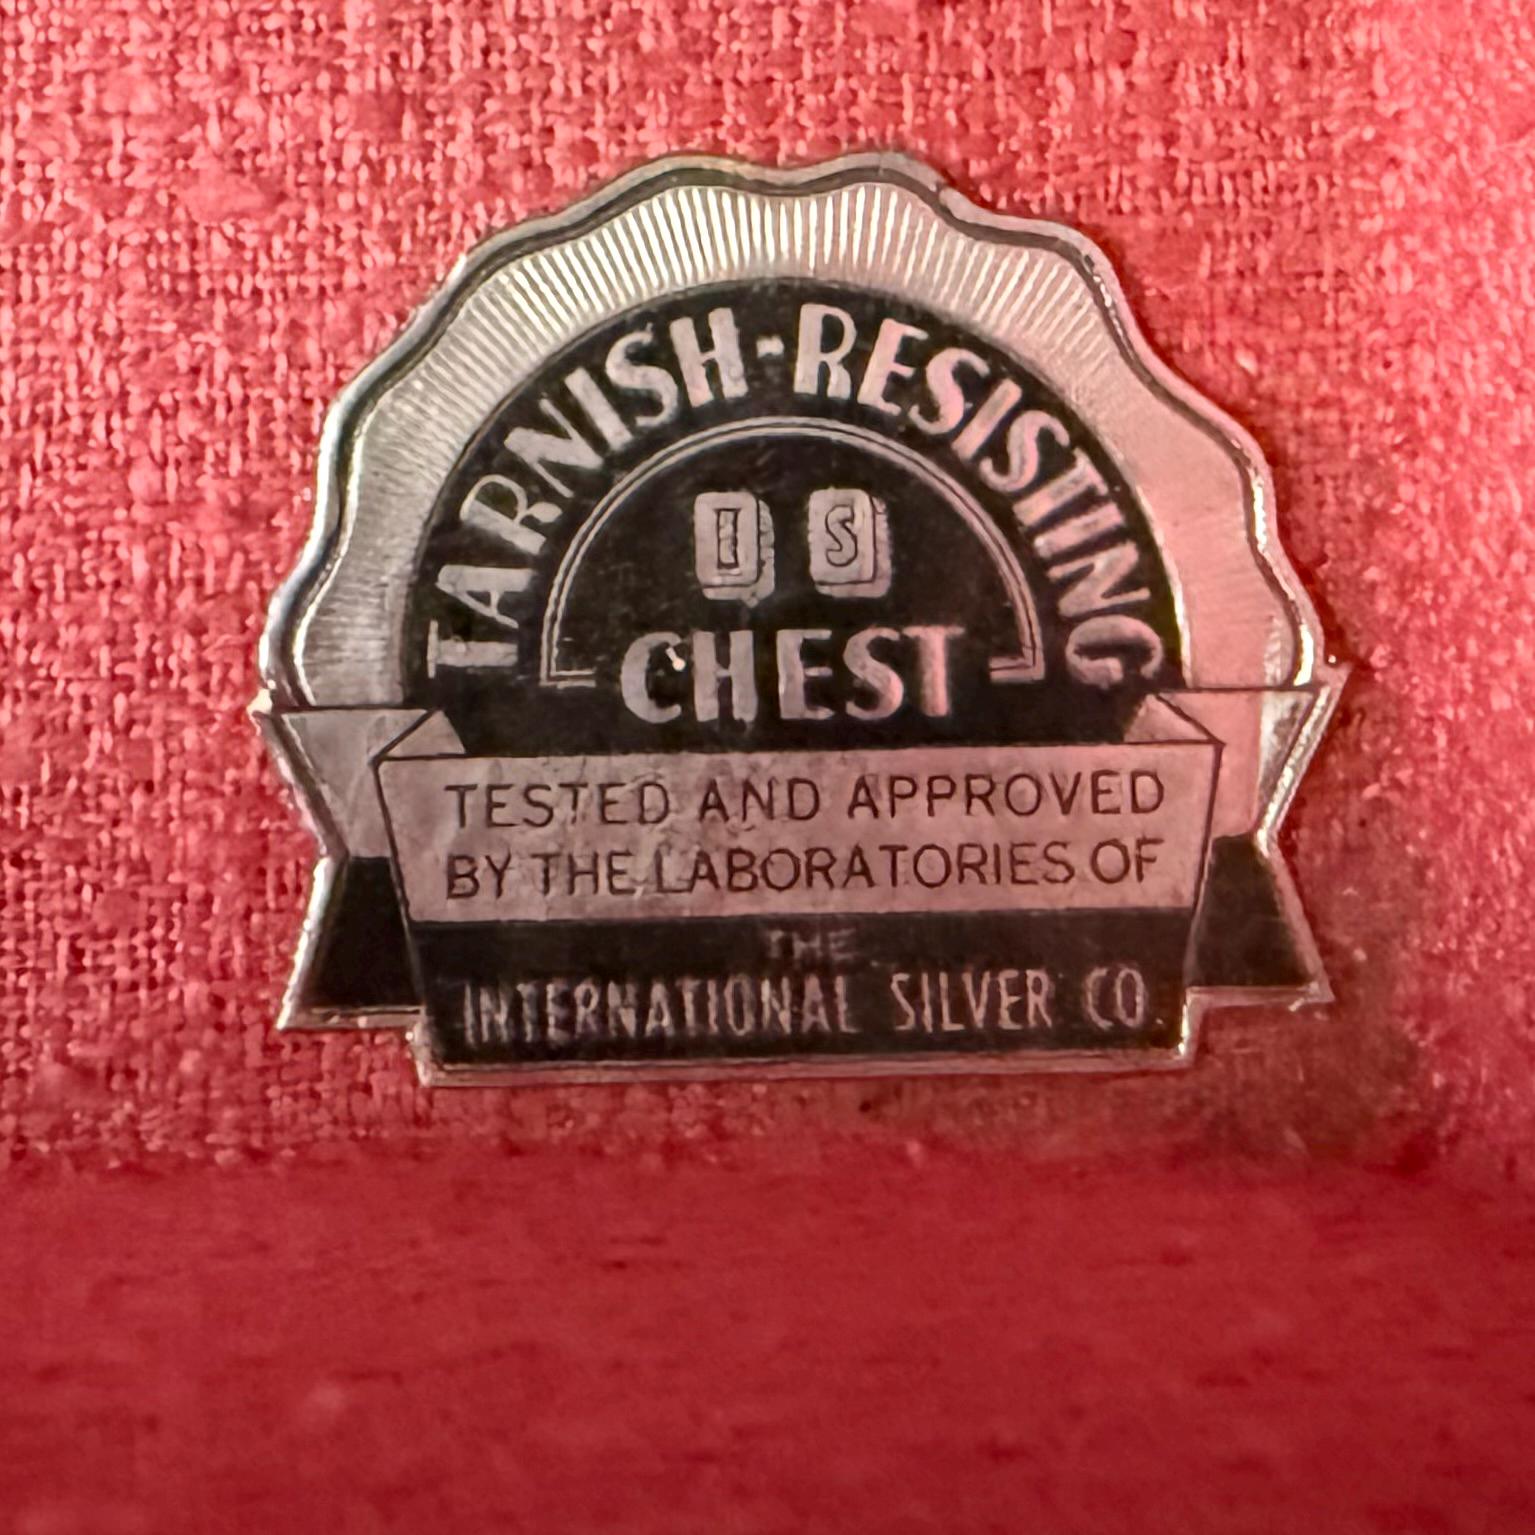 TARNISH-RESISTING
I S
CHEST
TESTED AND APPROVED
BY THE LABORATORIES OF
THE
INTERNATIONAL SILVER CO.